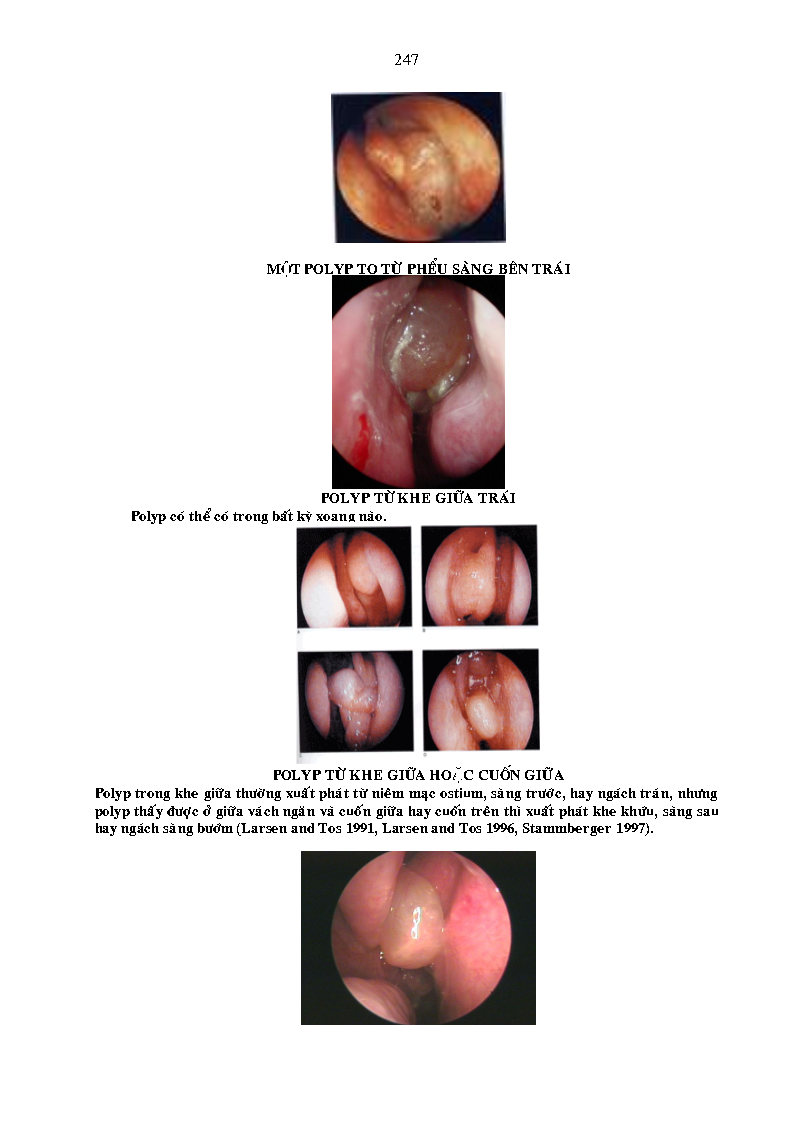 247
MỘT POLYP TO TỪ PHỂU SÀNG BÊN TRÁI
POLYP TỪ KHE GIỮA TRÁI
Polyp có thể có trong bất kỳ xoang nào.
A B
D
POLYP TỪ KHE GIỮA HOẶC CUỐN GIỮA
Polyp trong khe giữa thường xuất phát từ niêm mạc ostium, sàng trước, hay ngách trán, nhưng
polyp thấy được ở giữa vách ngăn và cuốn giữa hay cuốn trên thì xuất phát khe khứu, sàng sau
hay ngách sàng bướm (Larsen and Tos 1991, Larsen and Tos 1996, Stammberger 1997).